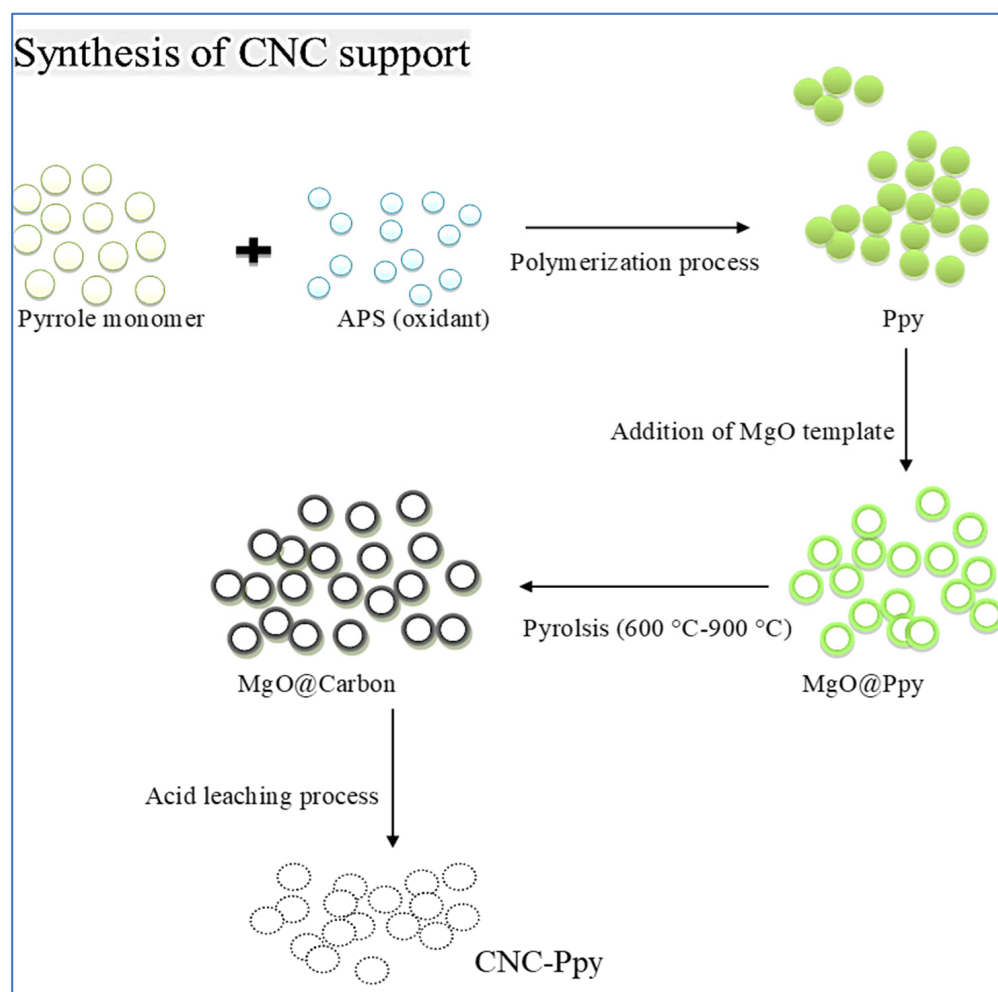 Synthesis of CNC support
Pyrrole monomer
APS (oxidant)
Polymerization process
Ppy
Addition of MgO template
Pyrolsis (600 °C-900 °C)
MgO@Carbon
MgO@Ppy
Acid leaching process
CNC-Ppy